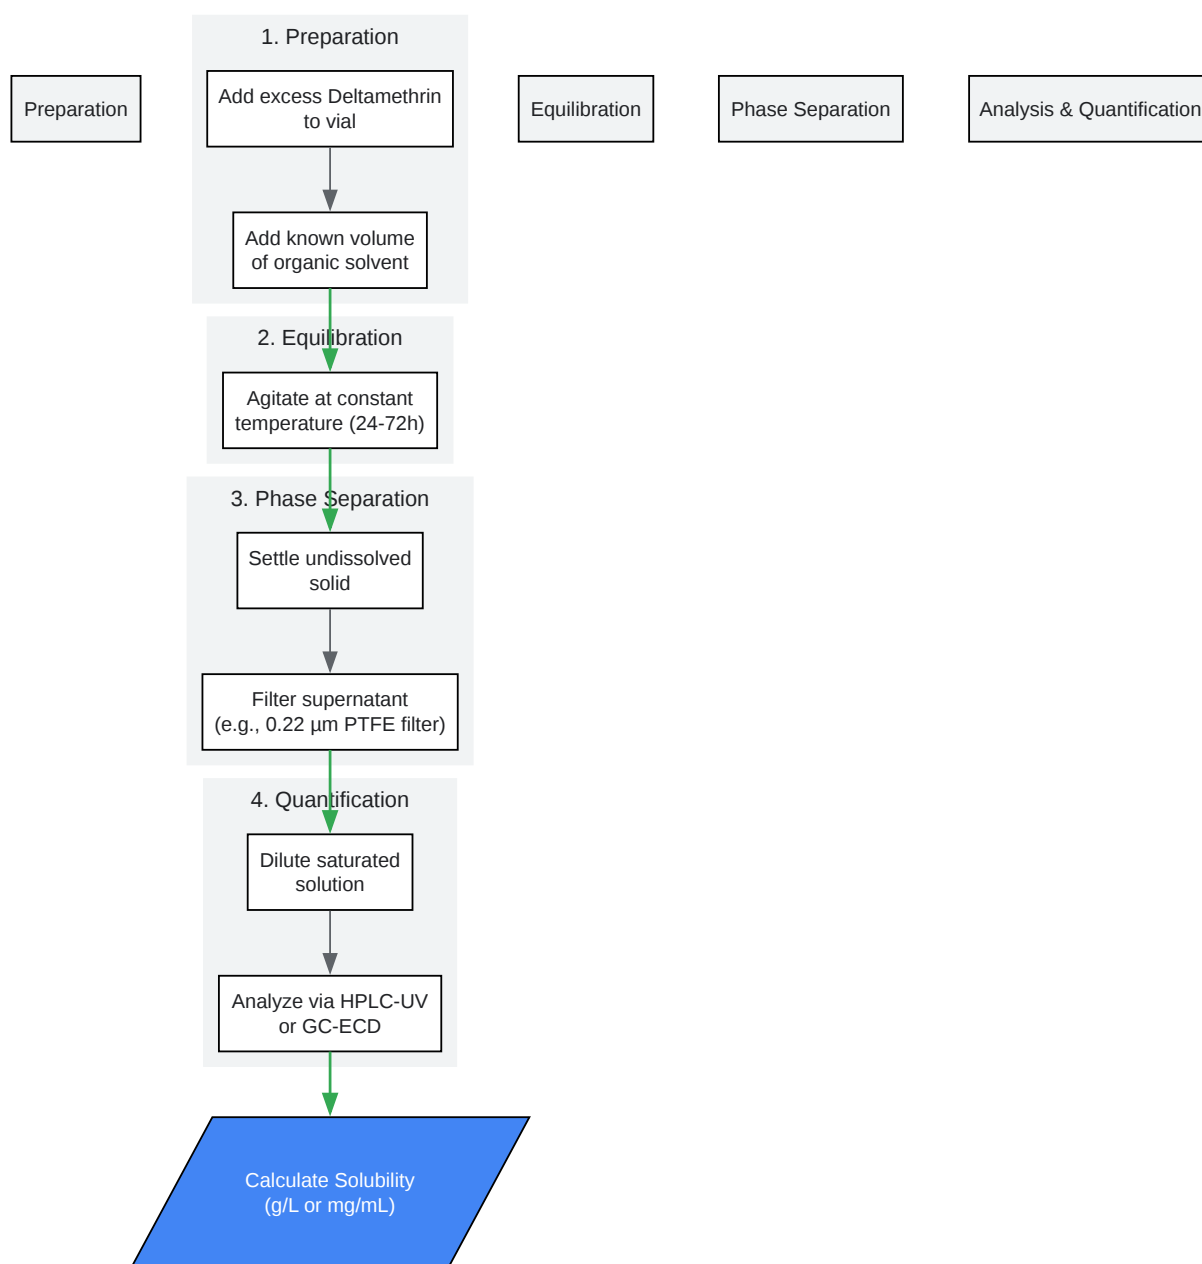 1. Preparation
Preparation
Add excess Deltamethrin
to vial
Equilibration
Phase Separation
Analysis & Quantification
Add known volume
of organic solvent
2. Equilibration
Agitate at constant
temperature (24-72h)
3. Phase Separation
Settle undissolved
solid
Filter supernatant
(e.g., 0.22 µm PTFE filter)
4. Quantification
Dilute saturated
solution
Analyze via HPLC-UV
or GC-ECD
Calculate Solubility
(g/L or mg/mL)